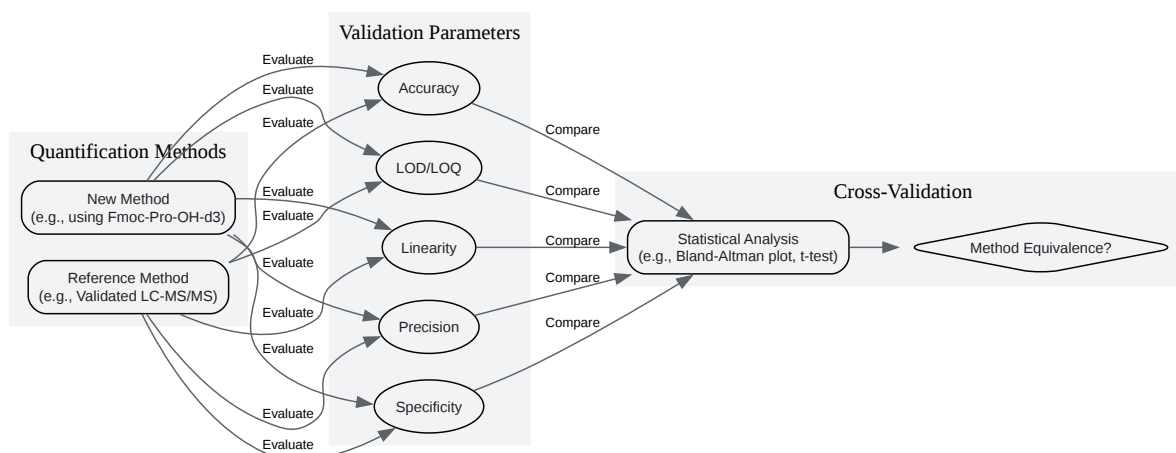 Quantification Methods
New Method
(e.g., using Fmoc-Pro-OH-d3)
Reference Method
(e.g., Validated LC-MS/MS)
Evaluate
Evaluate
Evaluate
Evaluate
Evaluate
Evaluate
Evaluate
Evaluate
Evaluate
Evaluate
Validation Parameters
Accuracy
LOD/LOQ
Linearity
Precision
Specificity
Compare
Compare
Compare
Compare
Compare
Cross-Validation
Statistical Analysis
(e.g., Bland-Altman plot, t-test)
Method Equivalence?